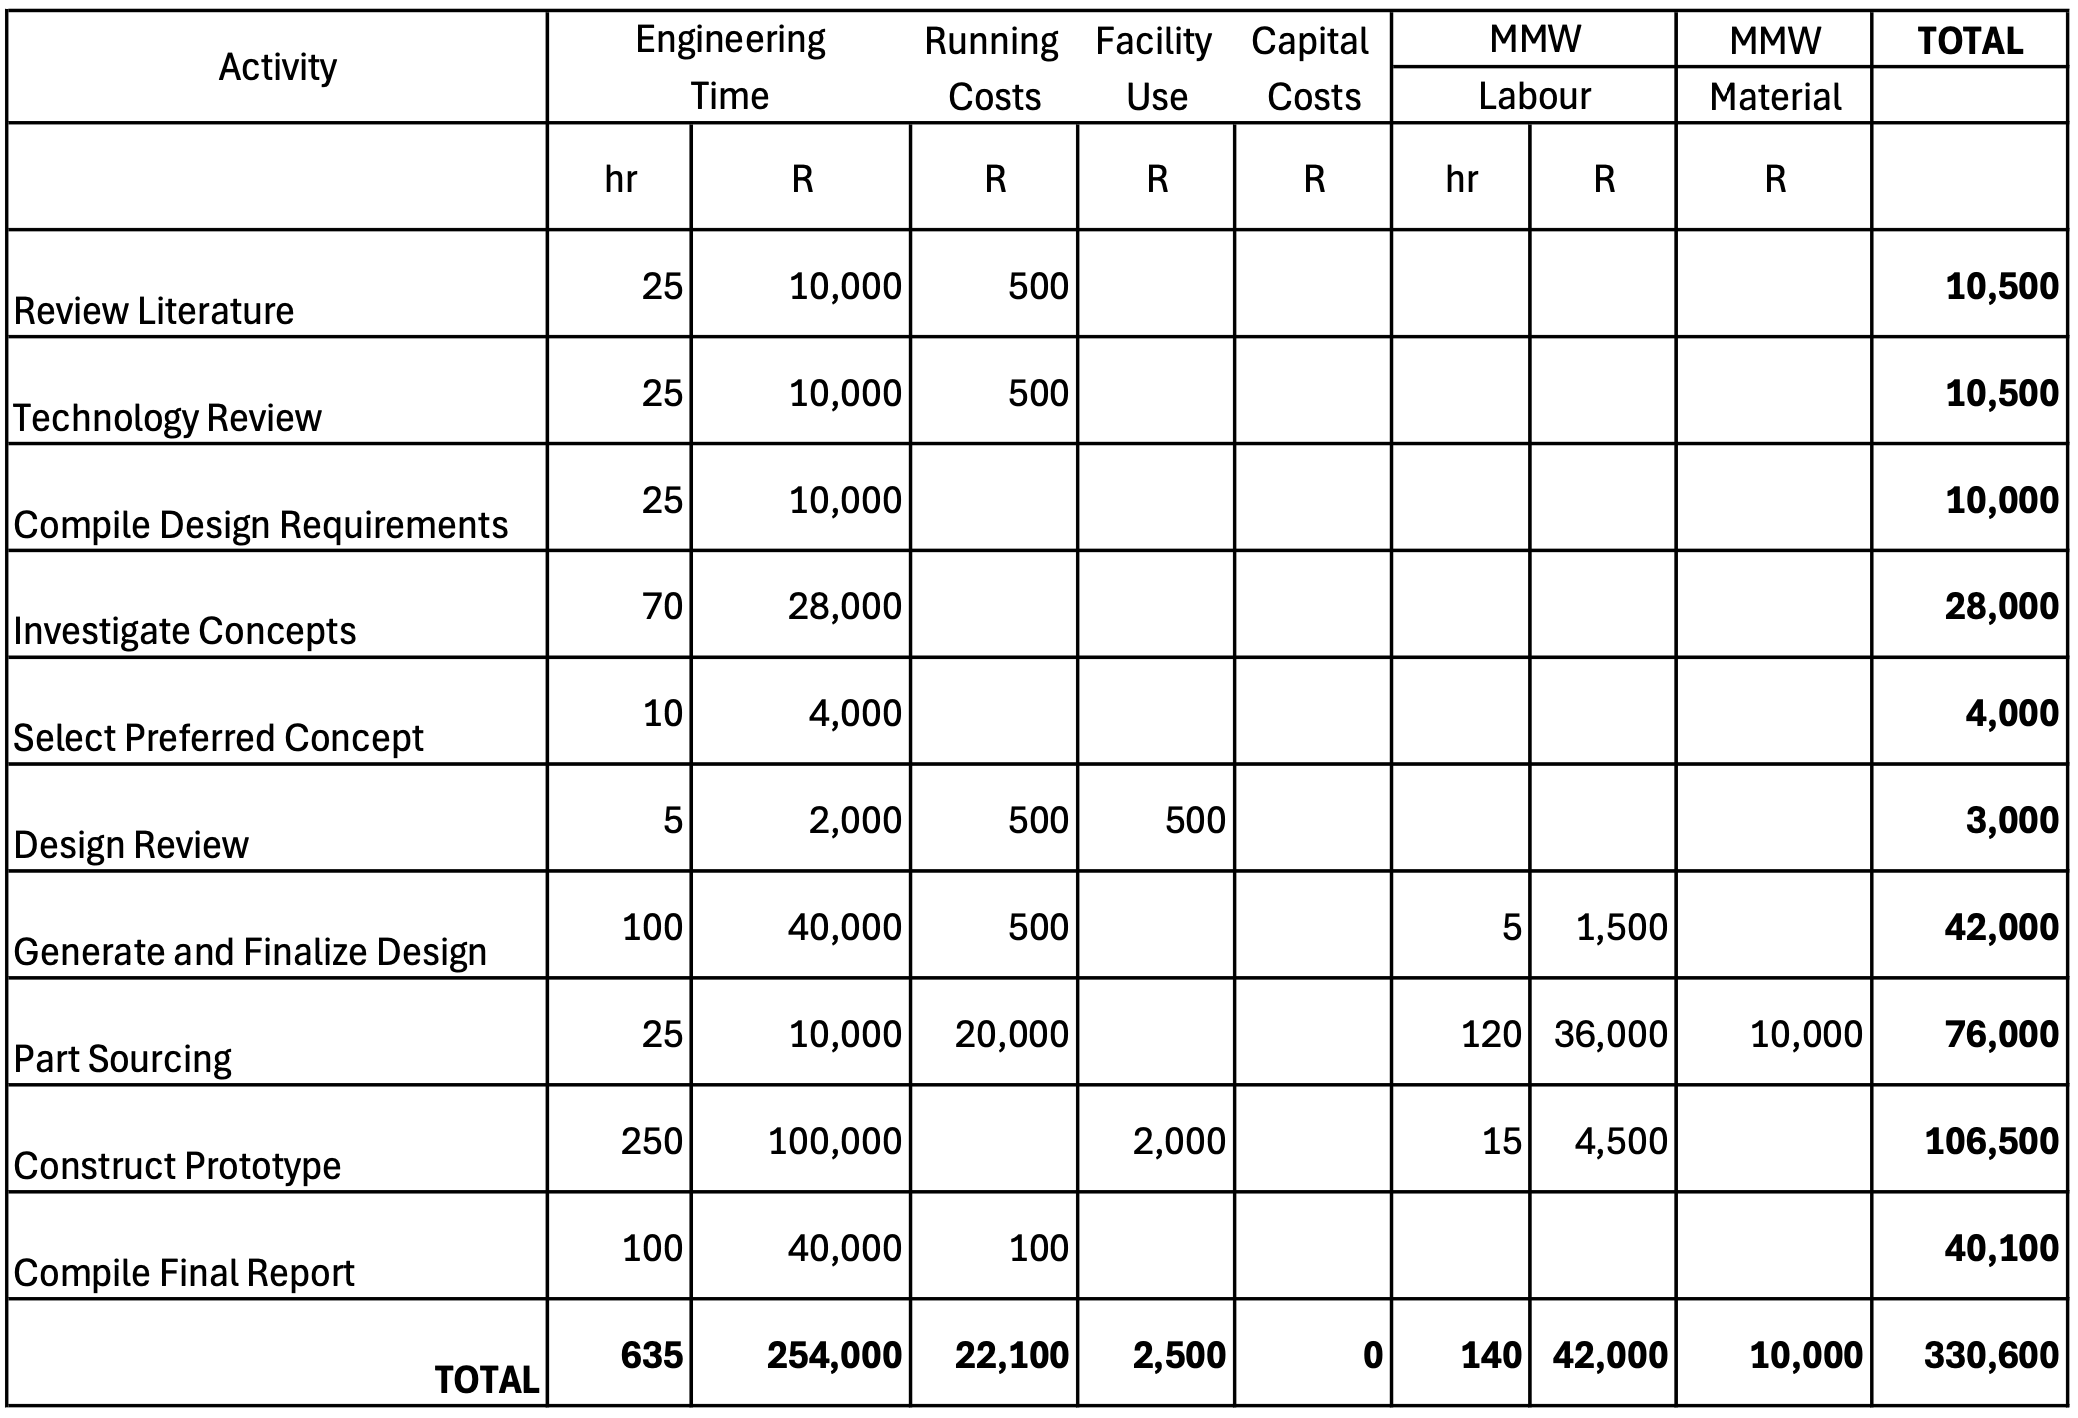 Activity Engineering Time Running Costs Facility Use Capital Costs MMW Labour MMW Material TOTAL
hr R R R R hr R R
Review Literature 25 10,000 500 10,500
Technology Review 25 10,000 500 10,500
Compile Design Requirements 25 10,000 10,000
Investigate Concepts 70 28,000 28,000
Select Preferred Concept 10 4,000 4,000
Design Review 5 2,000 500 500 3,000
Generate and Finalize Design 100 40,000 500 5 1,500 42,000
Part Sourcing 25 10,000 20,000 120 36,000 10,000 76,000
Construct Prototype 250 100,000 2,000 15 4,500 106,500
Compile Final Report 100 40,000 100 40,100
TOTAL 635 254,000 22,100 2,500 0 140 42,000 10,000 330,600